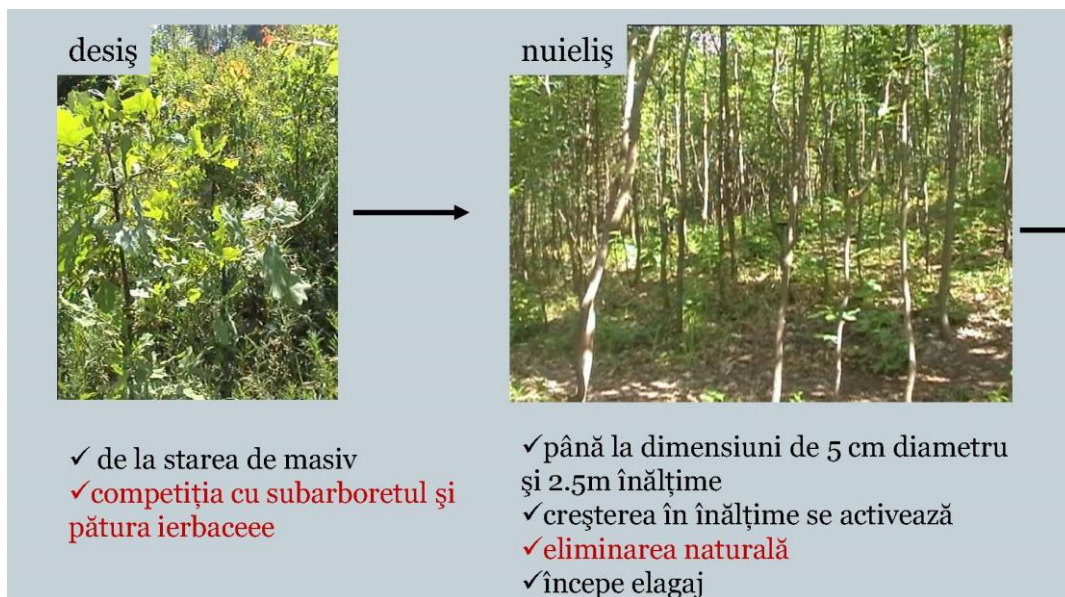 desiş
nuieliş
✓ de la starea de masiv
✓competiţia cu subarboretul şi
pătura ierbaceee
✓până la dimensiuni de 5 cm diametru
şi 2.5m înălţime
✓creşterea în înălţime se activează
✓eliminarea naturală
✓începe elagaj